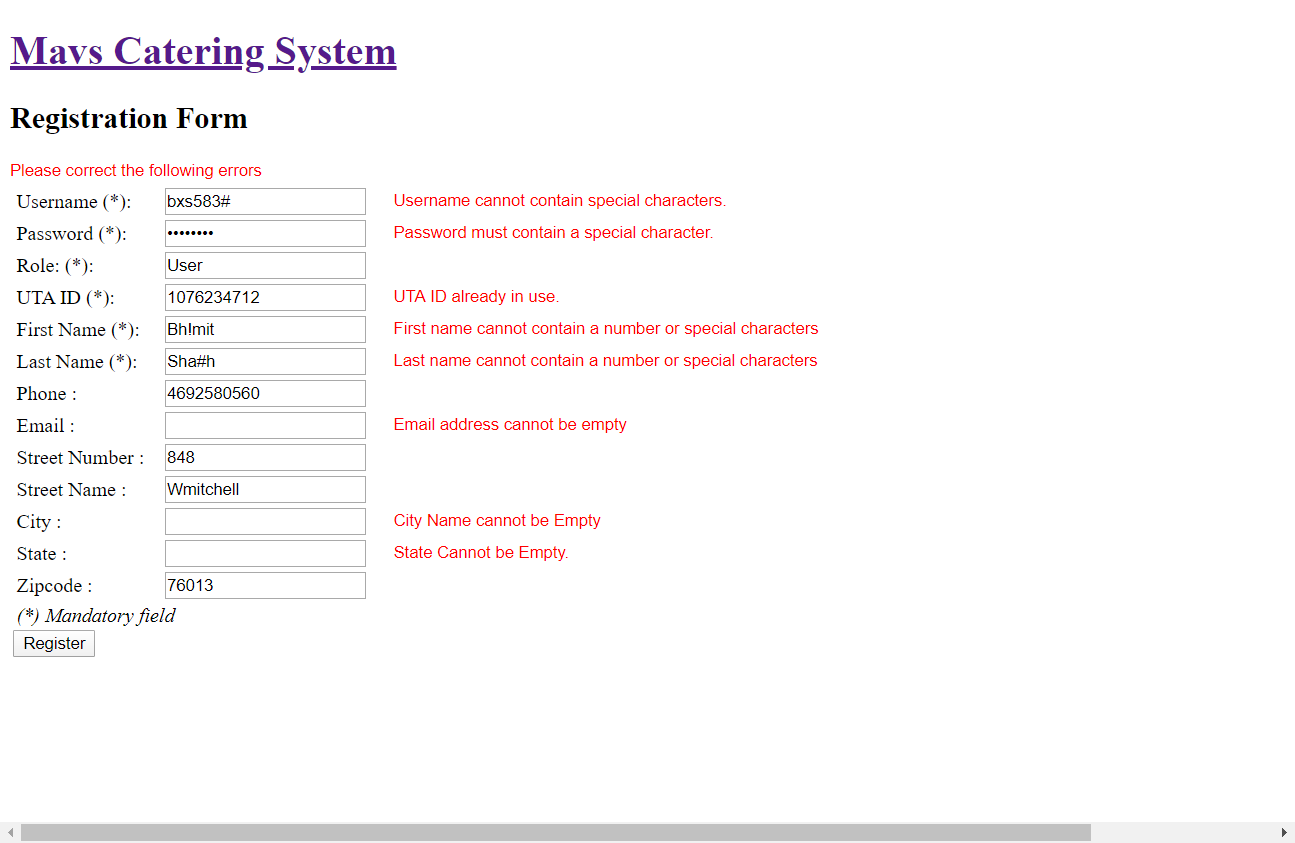 Mavs Catering System
Registration Form
Please correct the following errors
Username (*): bxs583# Username cannot contain special characters.
Password (*): •••••••• Password must contain a special character.
Role: (*): User
UTA ID (*): 1076234712 UTA ID already in use.
First Name (*): Bh!mit First name cannot contain a number or special characters
Last Name (*): Sha#h Last name cannot contain a number or special characters
Phone : 4692580560
Email : Email address cannot be empty
Street Number : 848
Street Name : Wmitchell
City : City Name cannot be Empty
State : State Cannot be Empty.
Zipcode : 76013
(*) Mandatory field
Register